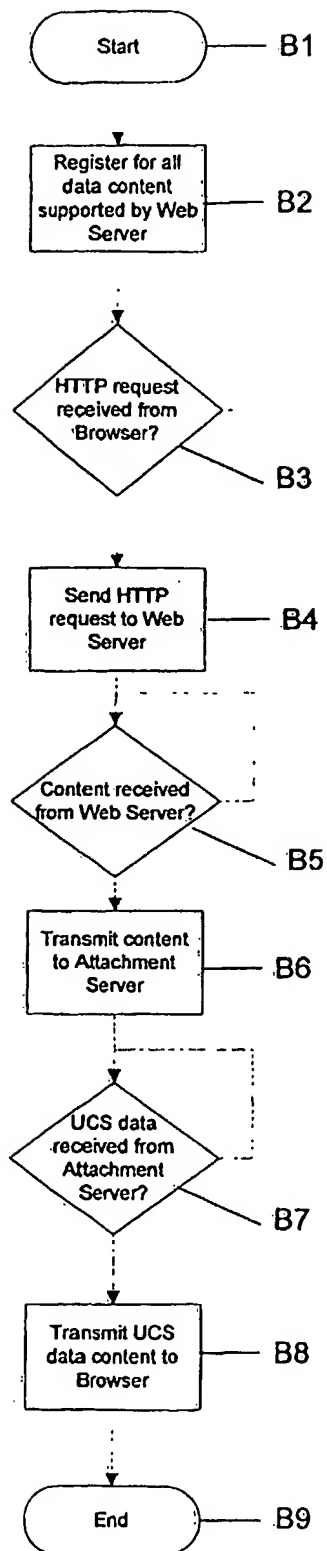 Start
B1
Register for all
data content
supported by Web
Server
B2
HTTP request
received from
Browser?
B3
Send HTTP
request to Web
Server
B4
Content received
from Web Server?
B5
Transmit content
to Attachment
Server
B6
UCS data
received from
Attachment
Server?
B7
Transmit UCS
data content to
Browser
B8
End
B9